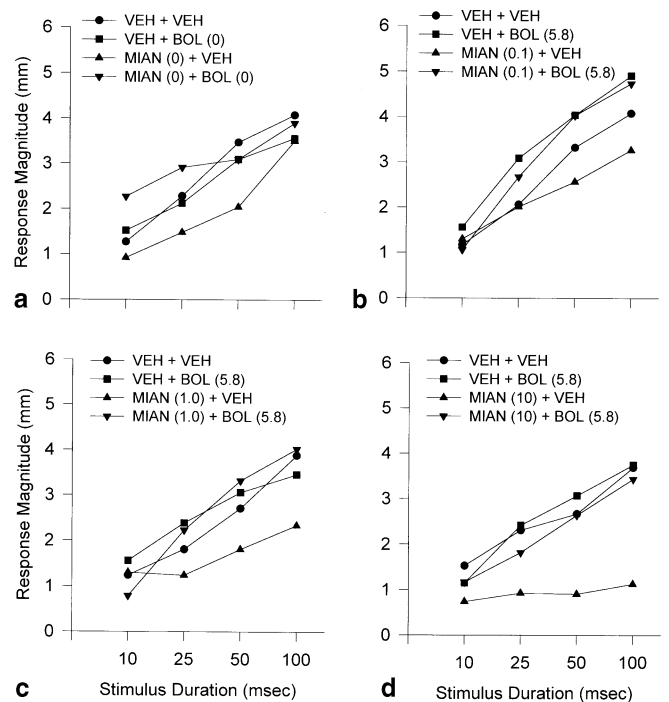 VEH + VEH
VEH + BOL (0)
MIAN (0) + VEH
MIAN (0) + BOL (0)
6
5
4
3
2
1
0
Response Magnitude (mm)
a
VEH + VEH
VEH + BOL (5.8)
MIAN (0.1) + VEH
MIAN (0.1) + BOL (5.8)
6
5
4
3
2
1
0
b
VEH + VEH
VEH + BOL (5.8)
MIAN (1.0) + VEH
MIAN (1.0) + BOL (5.8)
6
5
4
3
2
1
0
Response Magnitude (mm)
10 25 50 100
c Stimulus Duration (msec)
VEH + VEH
VEH + BOL (5.8)
MIAN (10) + VEH
MIAN (10) + BOL (5.8)
6
5
4
3
2
1
0
10 25 50 100
d Stimulus Duration (msec)